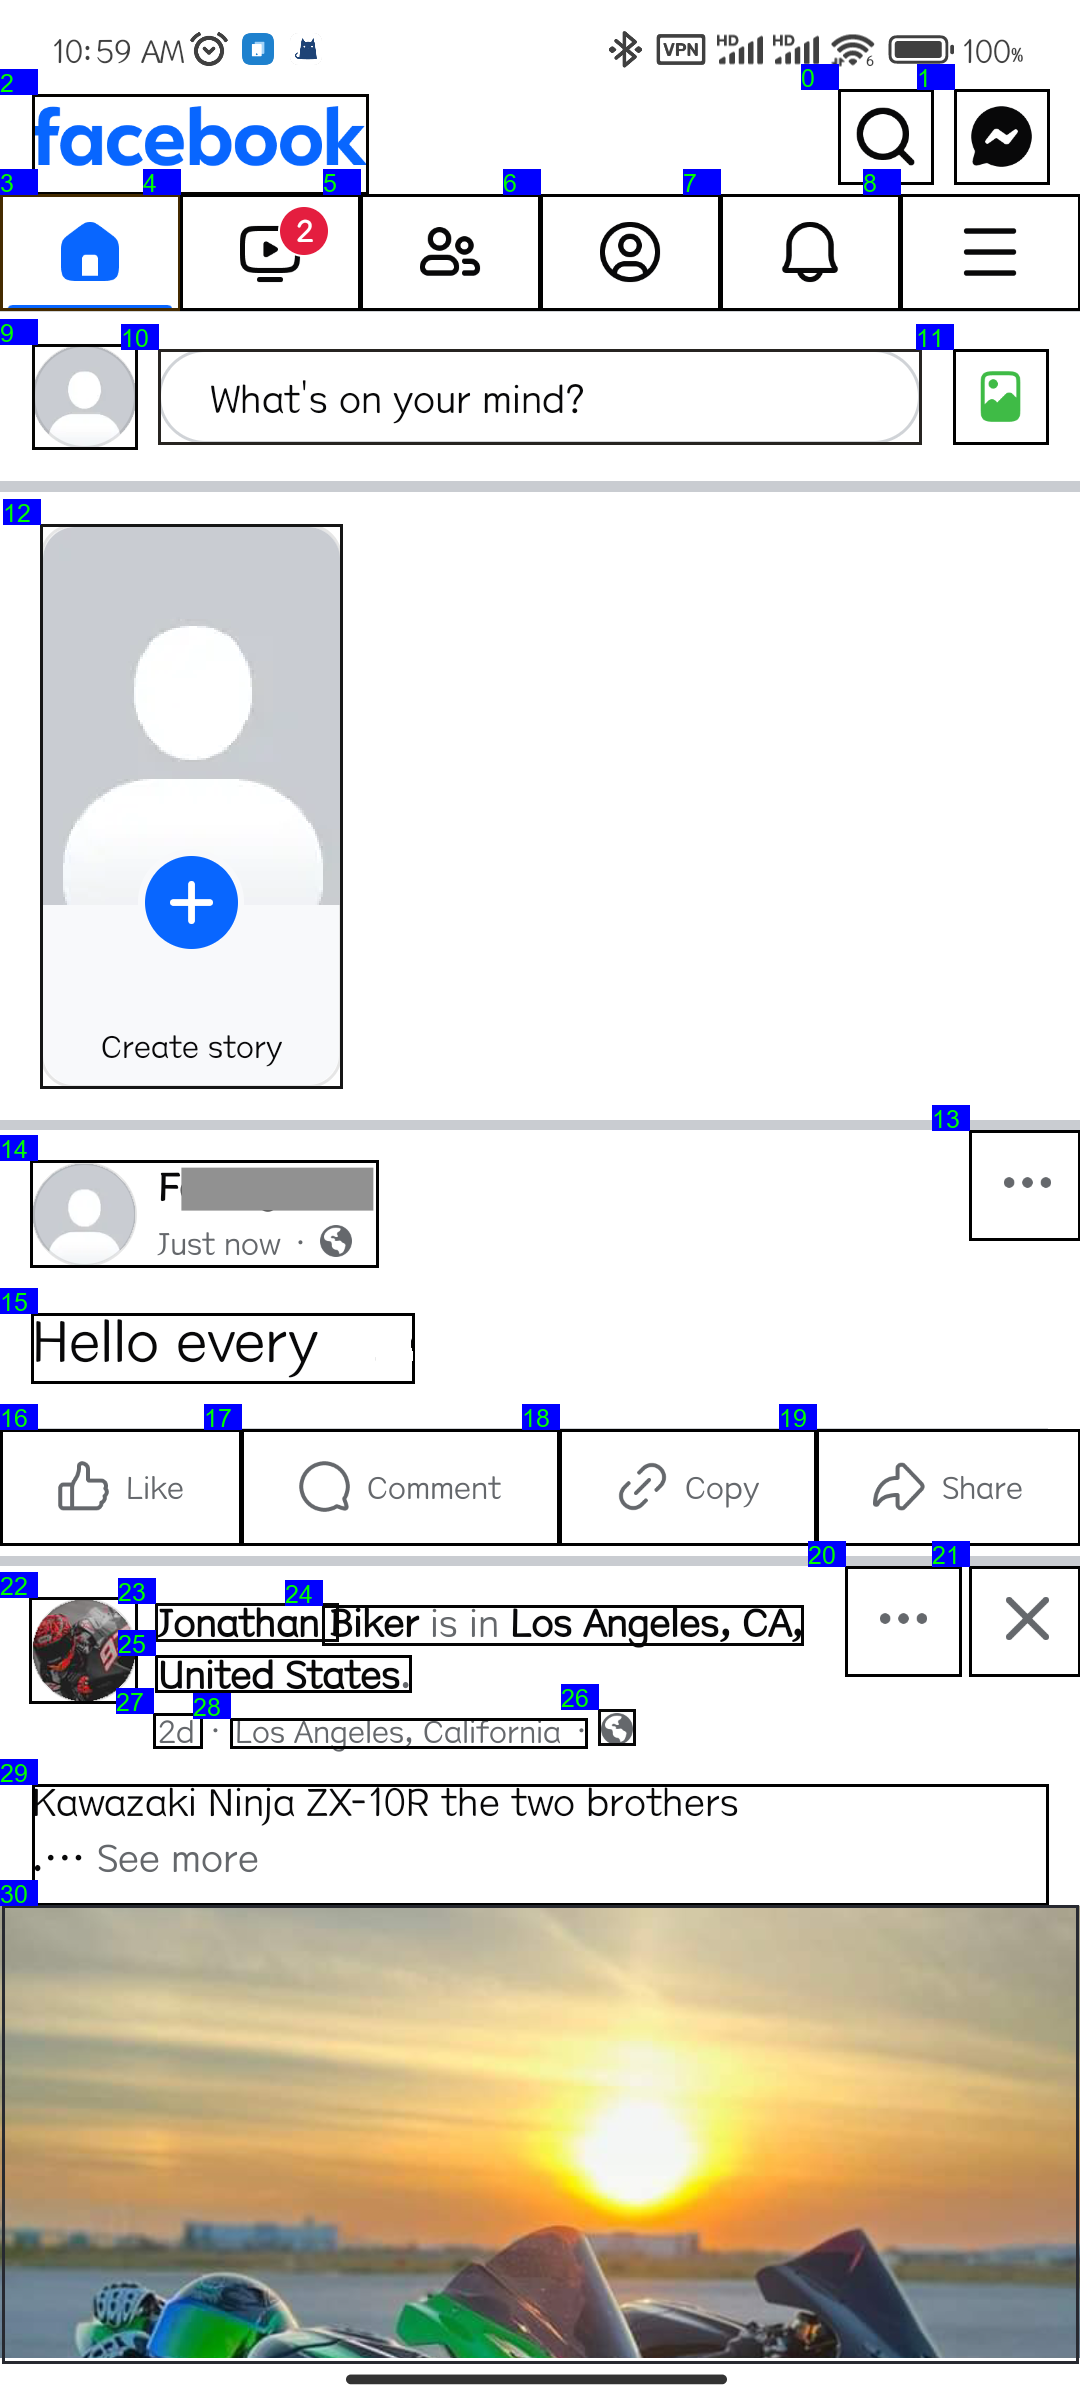 10:59 AM
VPN HD HD 6 100%
facebook
2
What's on your mind?
Create story
Just now ·
Hello every
Like Comment Copy Share
Jonathan Biker is in Los Angeles, CA,
United States.
2d · Los Angeles, California ·
Kawazaki Ninja ZX-10R the two brothers
.… See more
0
1
2
3
4
5
6
7
8
9
10
11
12
13
14
15
16
17
18
19
20
21
22
23
24
25
26
27
28
29
30